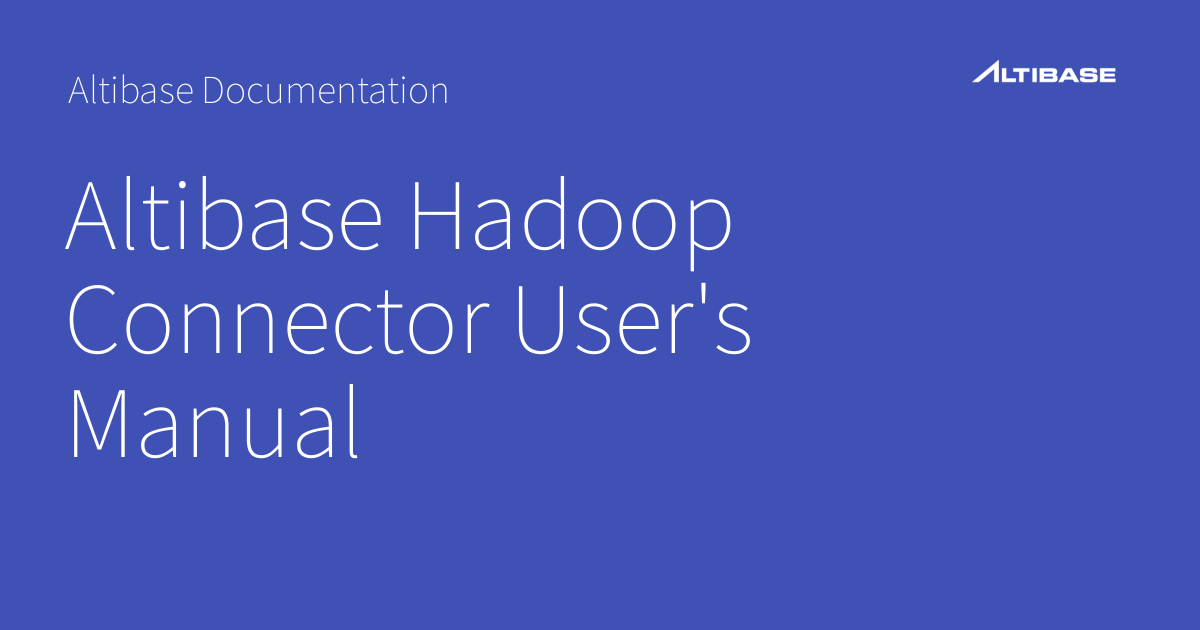 Altibase Documentation
ALTIBASE
Altibase Hadoop
Connector User's
Manual